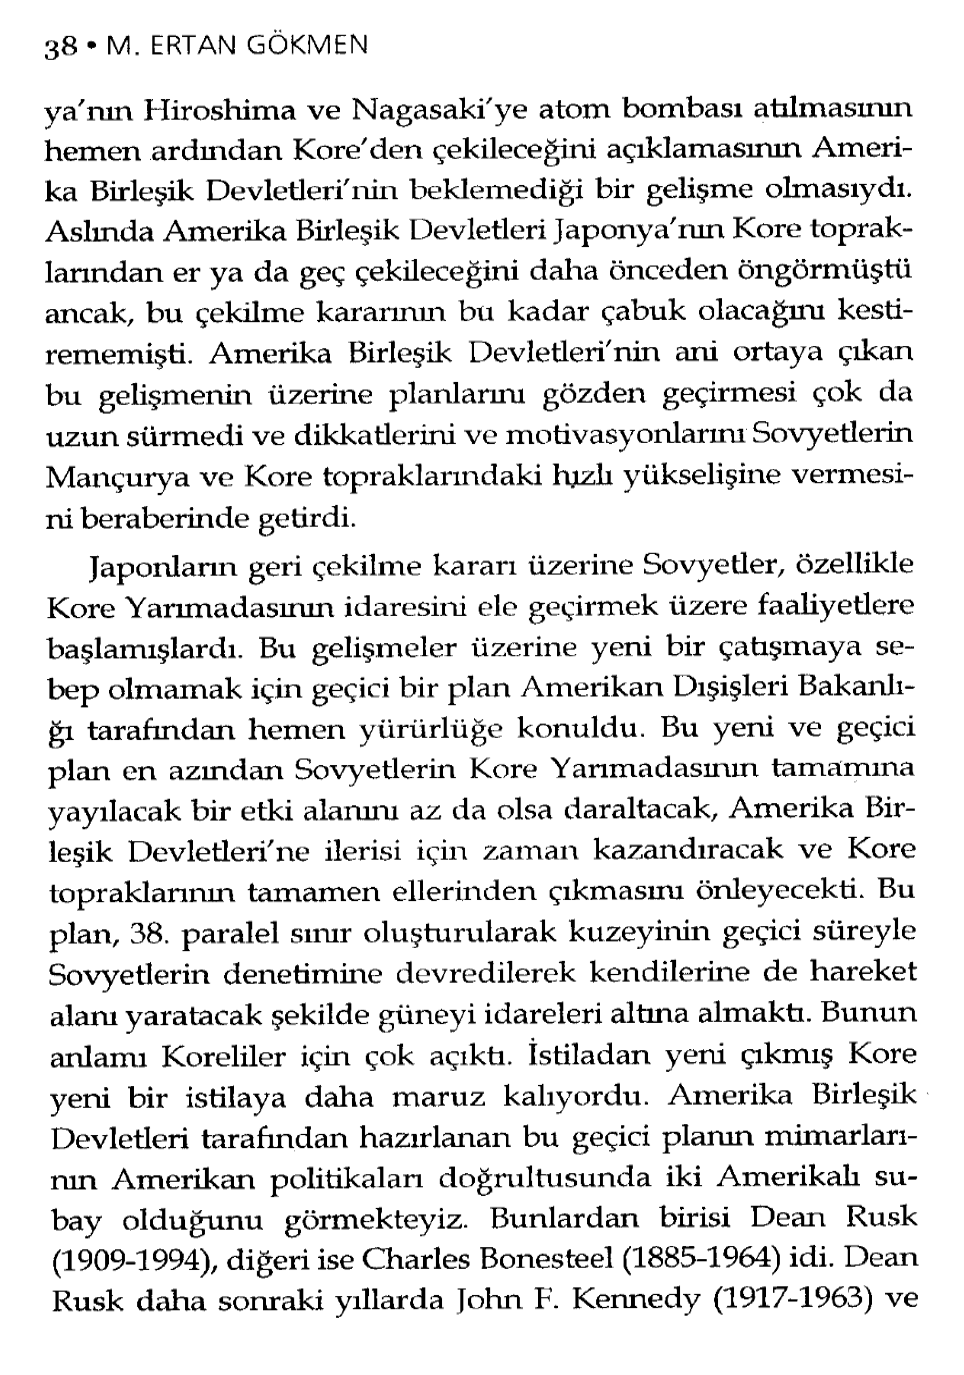 38 • M. ERTAN GÖKMEN
ya'nın Hiroshima ve Nagasaki'ye atom bombası atılmasının
hemen ardından Kore'den çekileceğini açıklamasının Ameri-
ka Birleşik Devletleri'nin beklemediği bir gelişme olmasıydı.
Aslında Amerika Birleşik Devletleri Japonya'nın Kore toprak-
larından er ya da geç çekileceğini daha önceden öngörmüştü
ancak, bu çekilme kararının bu kadar çabuk olacağını kesti-
rememişti. Amerika Birleşik Devletleri'nin ani ortaya çıkan
bu gelişmenin üzerine planlarını gözden geçirmesi çok da
uzun sürmedi ve dikkatlerini ve motivasyonlarını Sovyetlerin
Mançurya ve Kore topraklarındaki hızlı yükselişine vermesi-
ni beraberinde getirdi.
Japonların geri çekilme kararı üzerine Sovyetler, özellikle
Kore Yarımadasının idaresini ele geçirmek üzere faaliyetlere
başlamışlardı. Bu gelişmeler üzerine yeni bir çatışmaya se-
bep olmamak için geçici bir plan Amerikan Dışişleri Bakanlı-
ğı tarafından hemen yürürlüğe konuldu. Bu yeni ve geçici
plan en azından Sovyetlerin Kore Yarımadasının tamamına
yayılacak bir etki alanını az da olsa daraltacak, Amerika Bir-
leşik Devletleri'ne ilerisi için zaman kazandıracak ve Kore
topraklarının tamamen ellerinden çıkmasını önleyecekti. Bu
plan, 38. paralel sınır oluşturularak kuzeyinin geçici süreyle
Sovyetlerin denetimine devredilerek kendilerine de hareket
alanı yaratacak şekilde güneyi idareleri altına almaktı. Bunun
anlamı Koreliler için çok açıktı. İstiladan yeni çıkmış Kore
yeni bir istilaya daha maruz kalıyordu. Amerika Birleşik
Devletleri tarafından hazırlanan bu geçici planın mimarları-
nın Amerikan politikaları doğrultusunda iki Amerikalı su-
bay olduğunu görmekteyiz. Bunlardan birisi Dean Rusk
(1909-1994), diğeri ise Charles Bonesteel (1885-1964) idi. Dean
Rusk daha sonraki yıllarda John F. Kennedy (1917-1963) ve